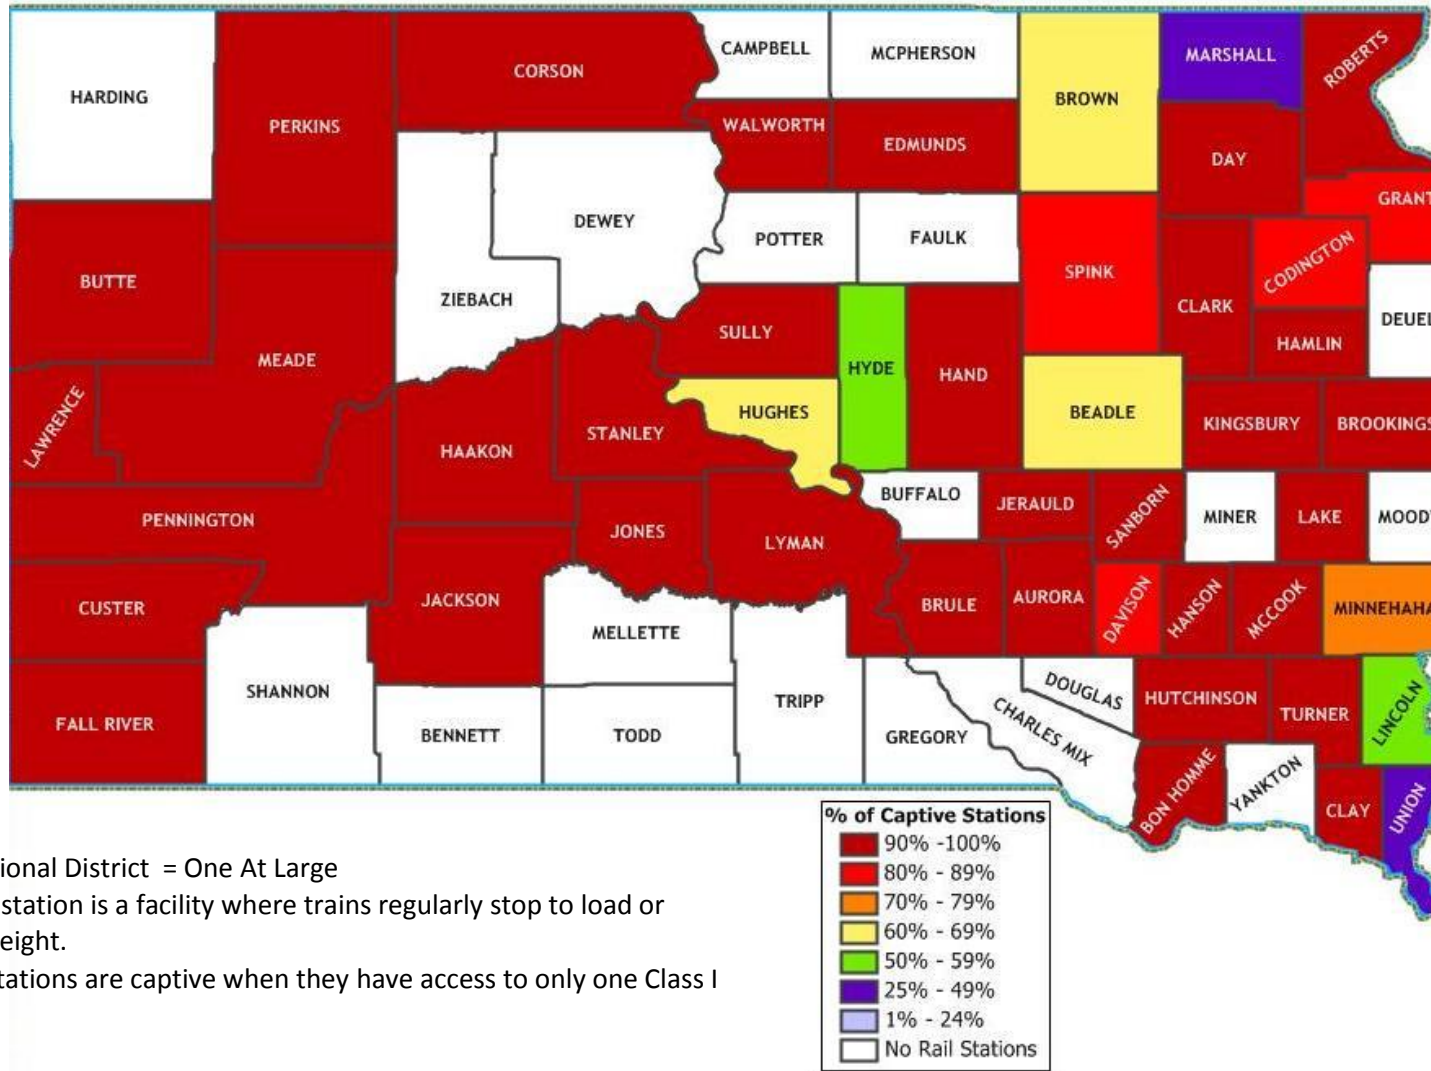 CAMPBELL
MCPHERSON
MARSHALL
ROBERTS
CORSON
HARDING
BROWN
PERKINS
WALWORTH
EDMUNDS
DAY
GRANT
DEWEY
POTTER
FAULK
CODINGTON
SPINK
BUTTE
ZIEBACH
CLARK
DEUEL
SULLY
HAMLIN
MEADE
HYDE
HAND
HUGHES
BEADLE
KINGSBURY
BROOKINGS
LAWRENCE
STANLEY
HAAKON
BUFFALO
JERAULD
SANBORN
MINER
LAKE
MOODY
PENNINGTON
JONES
LYMAN
JACKSON
CUSTER
BRULE
AURORA
DAVISON
HANSON
MCCOOK
MINNEHAHA
MELLETTE
SHANNON
TRIPP
DOUGLAS
HUTCHINSON
TURNER
LINCOLN
FALL RIVER
BENNETT
TODD
GREGORY
CHARLES MIX
BON HOMME
YANKTON
CLAY
UNION
% of Captive Stations
90% -100%
80% - 89%
70% - 79%
60% - 69%
50% - 59%
25% - 49%
1% - 24%
No Rail Stations
ional District = One At Large
station is a facility where trains regularly stop to load or
eight.
tations are captive when they have access to only one Class I